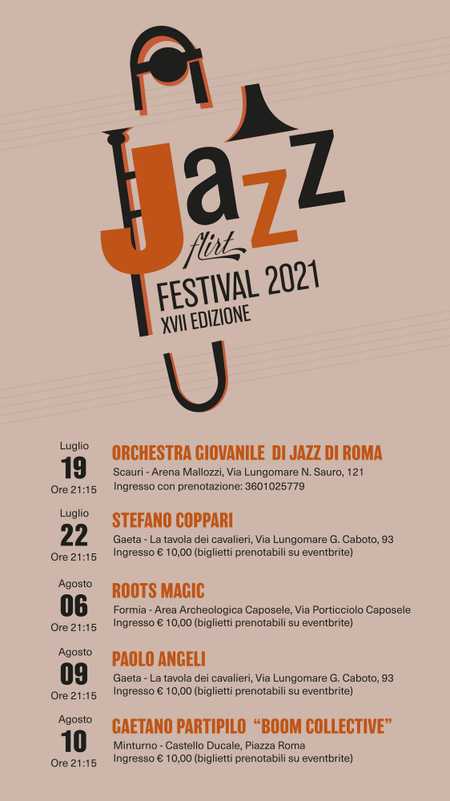 Jazz
flirt
FESTIVAL 2021
XVII EDIZIONE
Luglio
19
Ore 21:15
ORCHESTRA GIOVANILE DI JAZZ DI ROMA
Scauri - Arena Mallozzi, Via Lungomare N. Sauro, 121
Ingresso con prenotazione: 3601025779
Luglio
22
Ore 21:15
STEFANO COPPARI
Gaeta - La tavola dei cavalieri, Via Lungomare G. Caboto, 93
Ingresso € 10,00 (biglietti prenotabili su eventbrite)
Agosto
06
Ore 21:15
ROOTS MAGIC
Formia - Area Archeologica Caposele, Via Porticciolo Caposele
Ingresso € 10,00 (biglietti prenotabili su eventbrite)
Agosto
09
Ore 21:15
PAOLO ANGELI
Gaeta - La tavola dei cavalieri, Via Lungomare G. Caboto, 93
Ingresso € 10,00 (biglietti prenotabili su eventbrite)
Agosto
10
Ore 21:15
GAETANO PARTIPILO “BOOM COLLECTIVE”
Minturno - Castello Ducale, Piazza Roma
Ingresso € 10,00 (biglietti prenotabili su eventbrite)